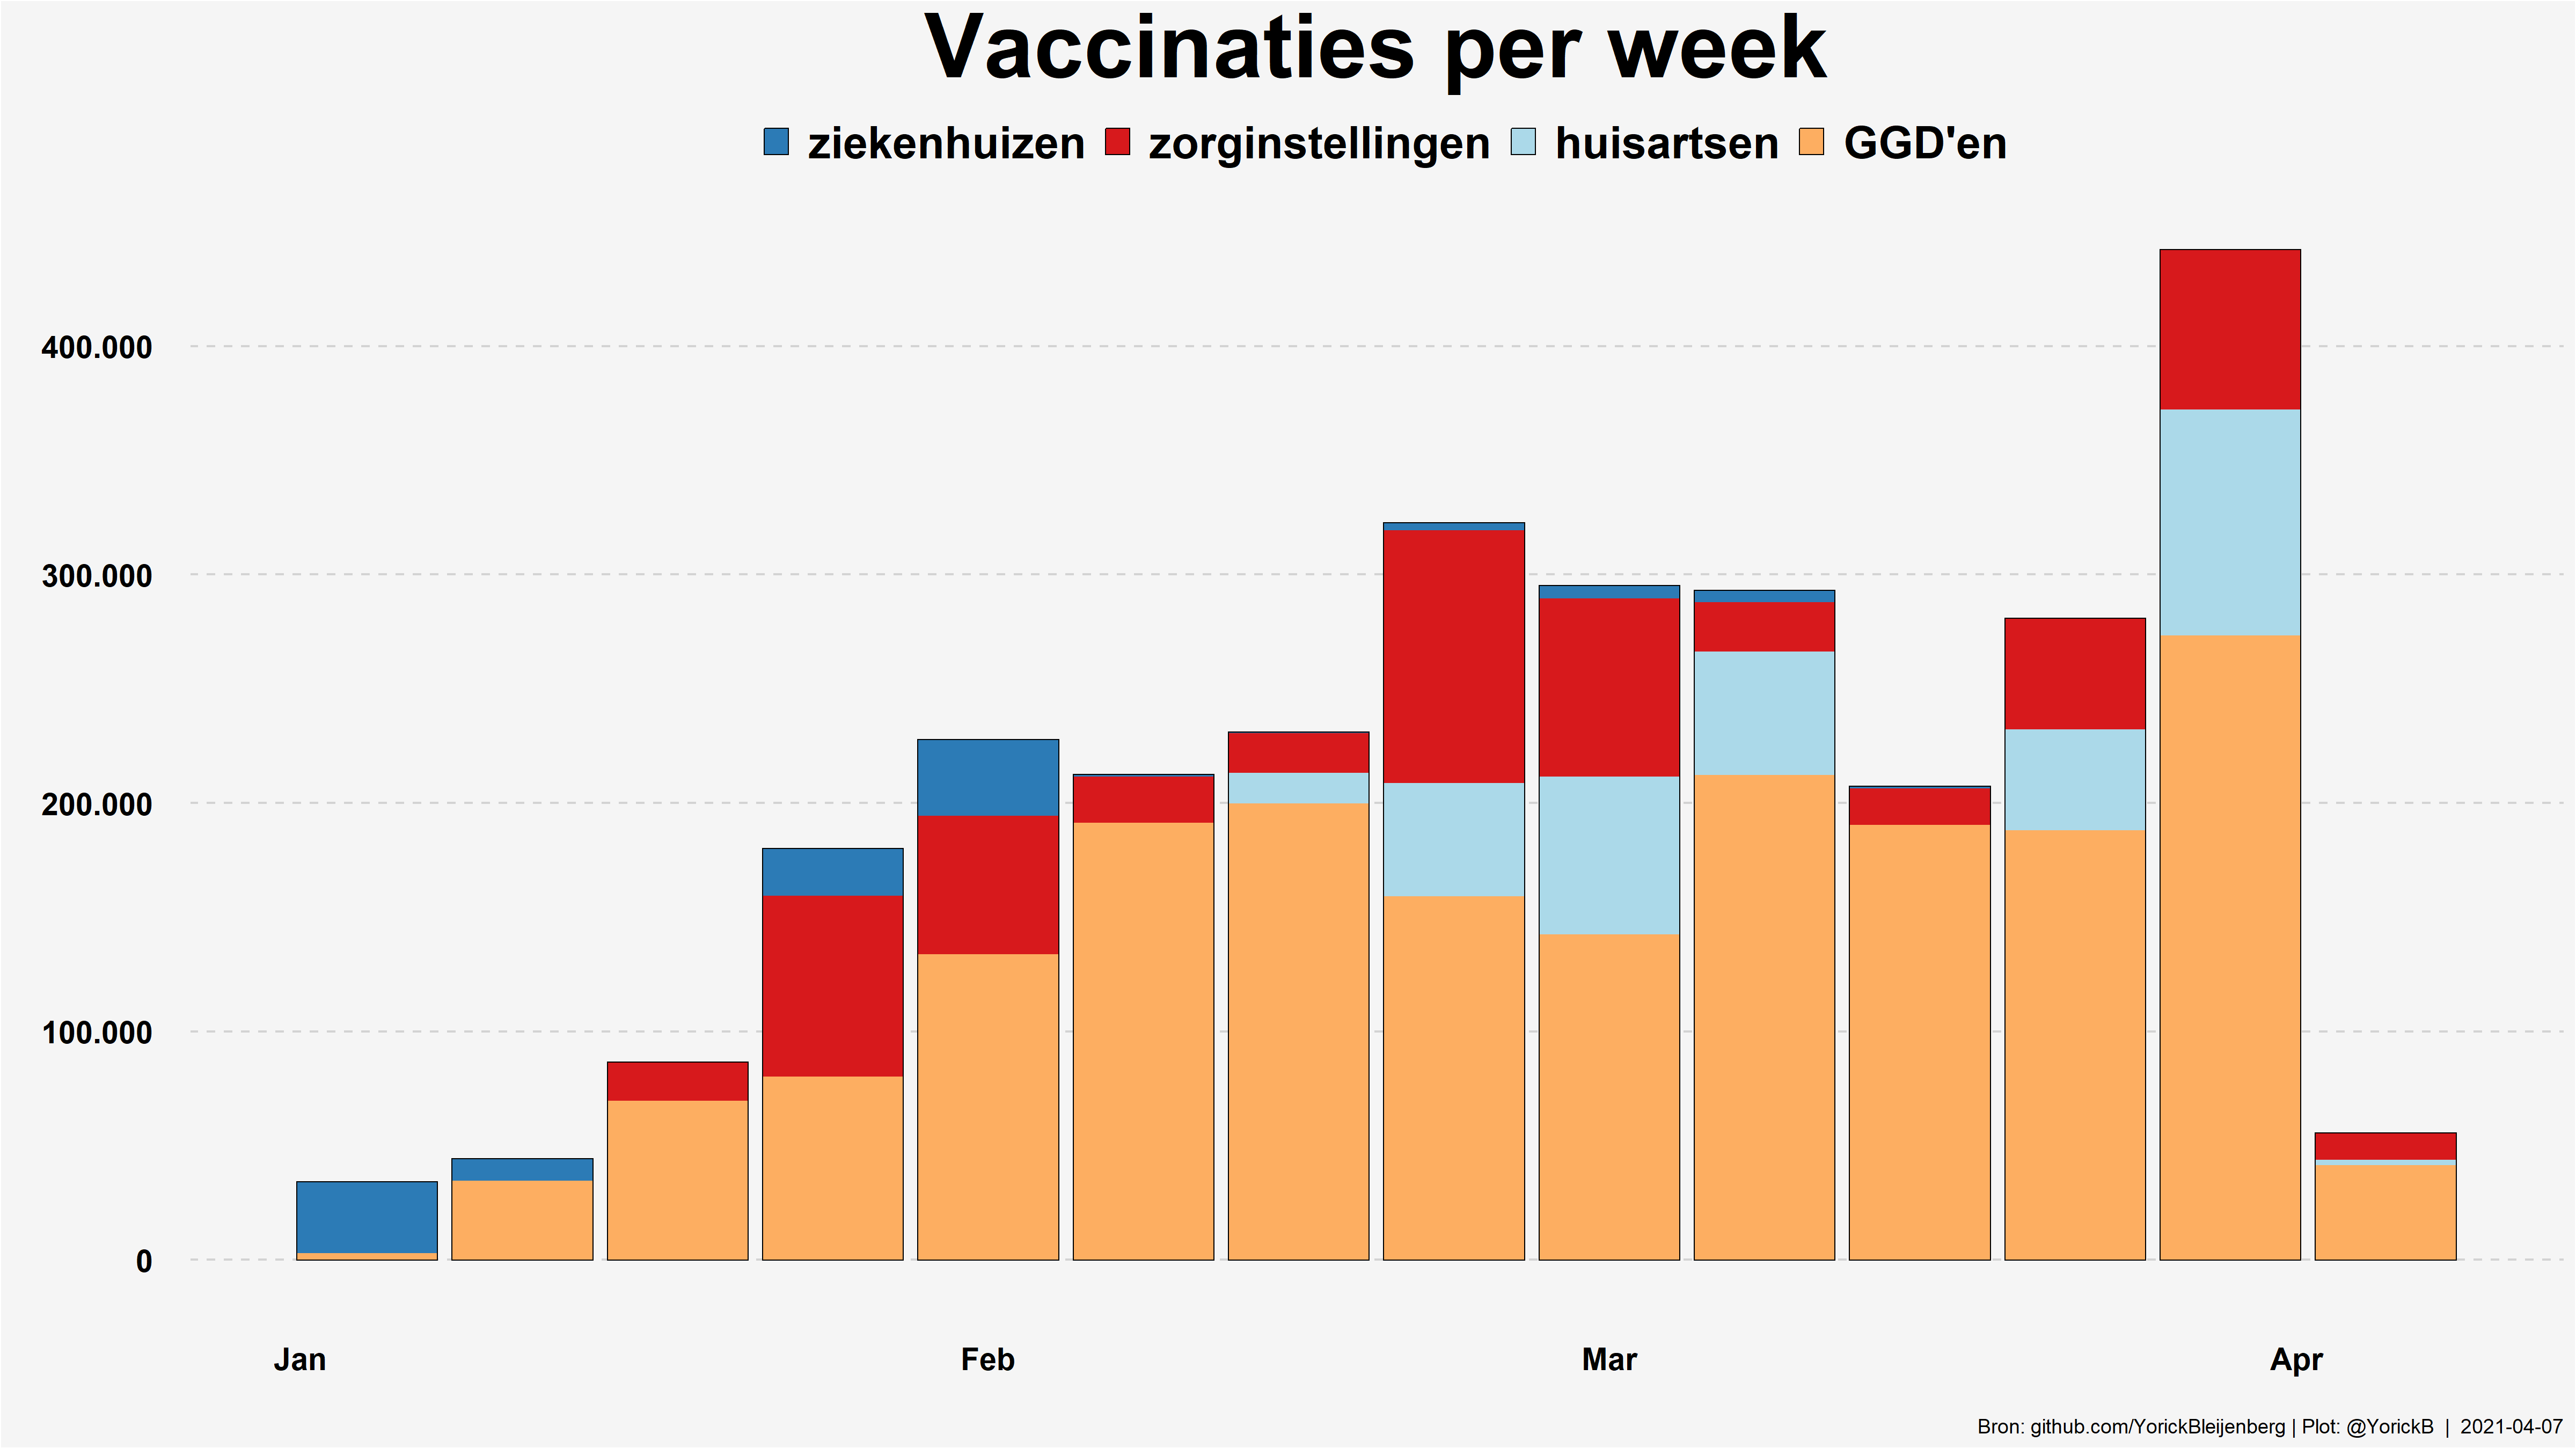 Vaccinaties per week
ziekenhuizen zorginstellingen huisartsen GGD'en
400.000
300.000
200.000
100.000
0
Jan Feb Mar Apr
Bron: github.com/YorickBleijenberg | Plot: @YorickB | 2021-04-07